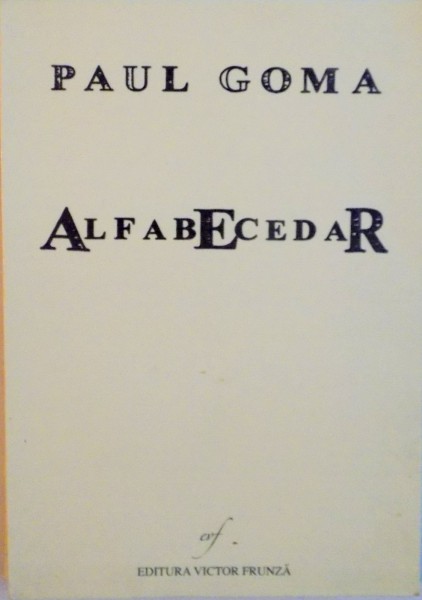 PAUL GOMA
ALFABECEDAR
evf
EDITURA VICTOR FRUNZĂ